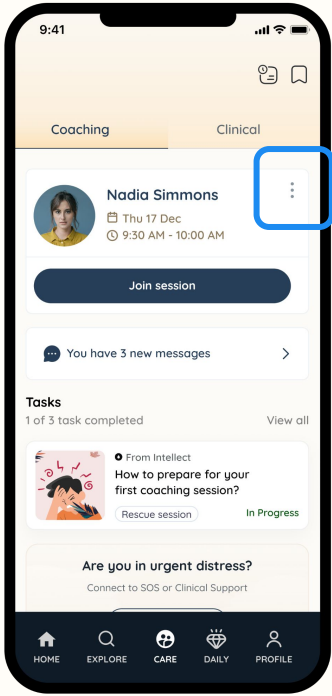 9:41
Coaching
Clinical
Nadia Simmons
Thu 17 Dec
9:30 AM - 10:00 AM
Join session
You have 3 new messages
Tasks
1 of 3 task completed
View all
From Intellect
How to prepare for your
first coaching session?
Rescue session
In Progress
Are you in urgent distress?
Connect to SOS or Clinical Support
HOME
EXPLORE
CARE
DAILY
PROFILE